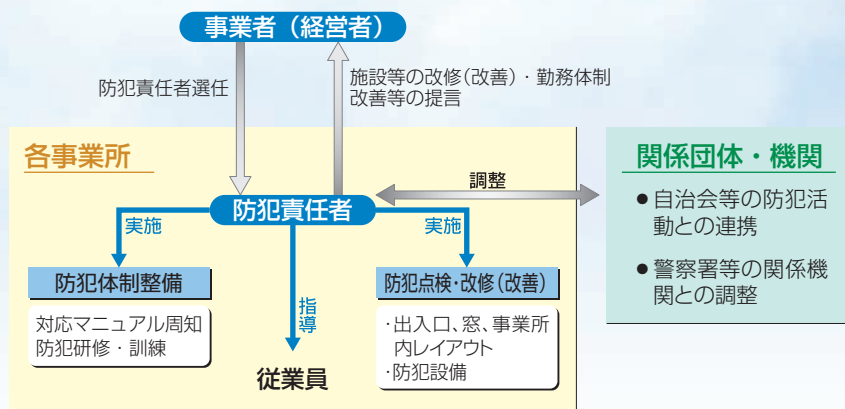 事業者（経営者）
防犯責任者選任
施設等の改修(改善)・勤務体制
改善等の提言
各事業所
調整
防犯責任者
実施
実施
防犯体制整備
対応マニュアル周知
防犯研修・訓練
指導
従業員
防犯点検・改修(改善)
・出入口、窓、事業所
内レイアウト
・防犯設備
関係団体・機関
●自治会等の防犯活
動との連携
●警察署等の関係機
関との調整